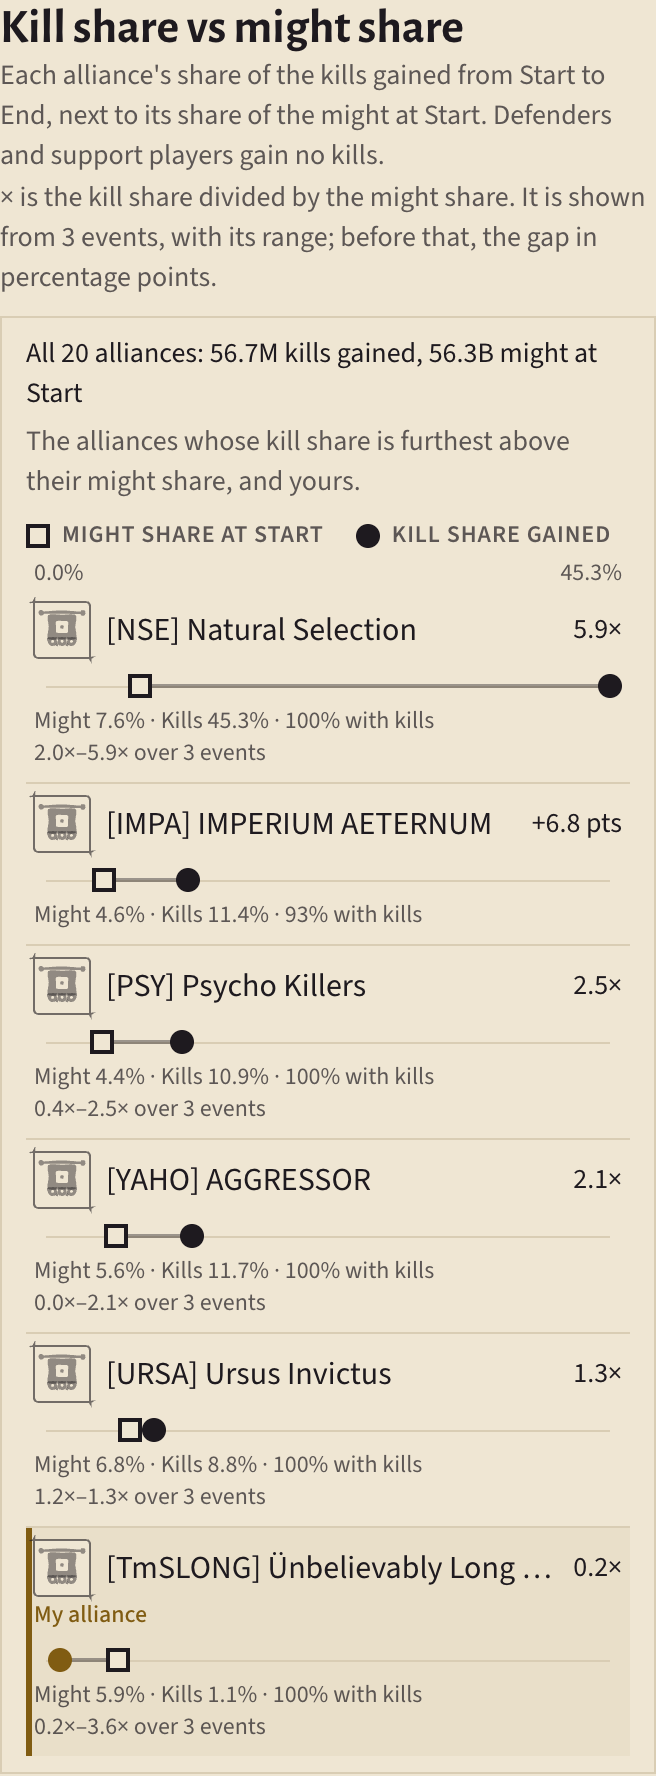 Kill share vs might share
Each alliance's share of the kills gained from Start to
End, next to its share of the might at Start. Defenders
and support players gain no kills.
× is the kill share divided by the might share. It is shown
from 3 events, with its range; before that, the gap in
percentage points.
All 20 alliances: 56.7M kills gained, 56.3B might at
Start
The alliances whose kill share is furthest above
their might share, and yours.
MIGHT SHARE AT START KILL SHARE GAINED
0.0% 45.3%
[NSE] Natural Selection 5.9×
Might 7.6% · Kills 45.3% · 100% with kills
2.0×–5.9× over 3 events
[IMPA] IMPERIUM AETERNUM +6.8 pts
Might 4.6% · Kills 11.4% · 93% with kills
[PSY] Psycho Killers 2.5×
Might 4.4% · Kills 10.9% · 100% with kills
0.4×–2.5× over 3 events
[YAHO] AGGRESSOR 2.1×
Might 5.6% · Kills 11.7% · 100% with kills
0.0×–2.1× over 3 events
[URSA] Ursus Invictus 1.3×
Might 6.8% · Kills 8.8% · 100% with kills
1.2×–1.3× over 3 events
[TmSLONG] Ünbelievably Long … 0.2×
My alliance
Might 5.9% · Kills 1.1% · 100% with kills
0.2×–3.6× over 3 events